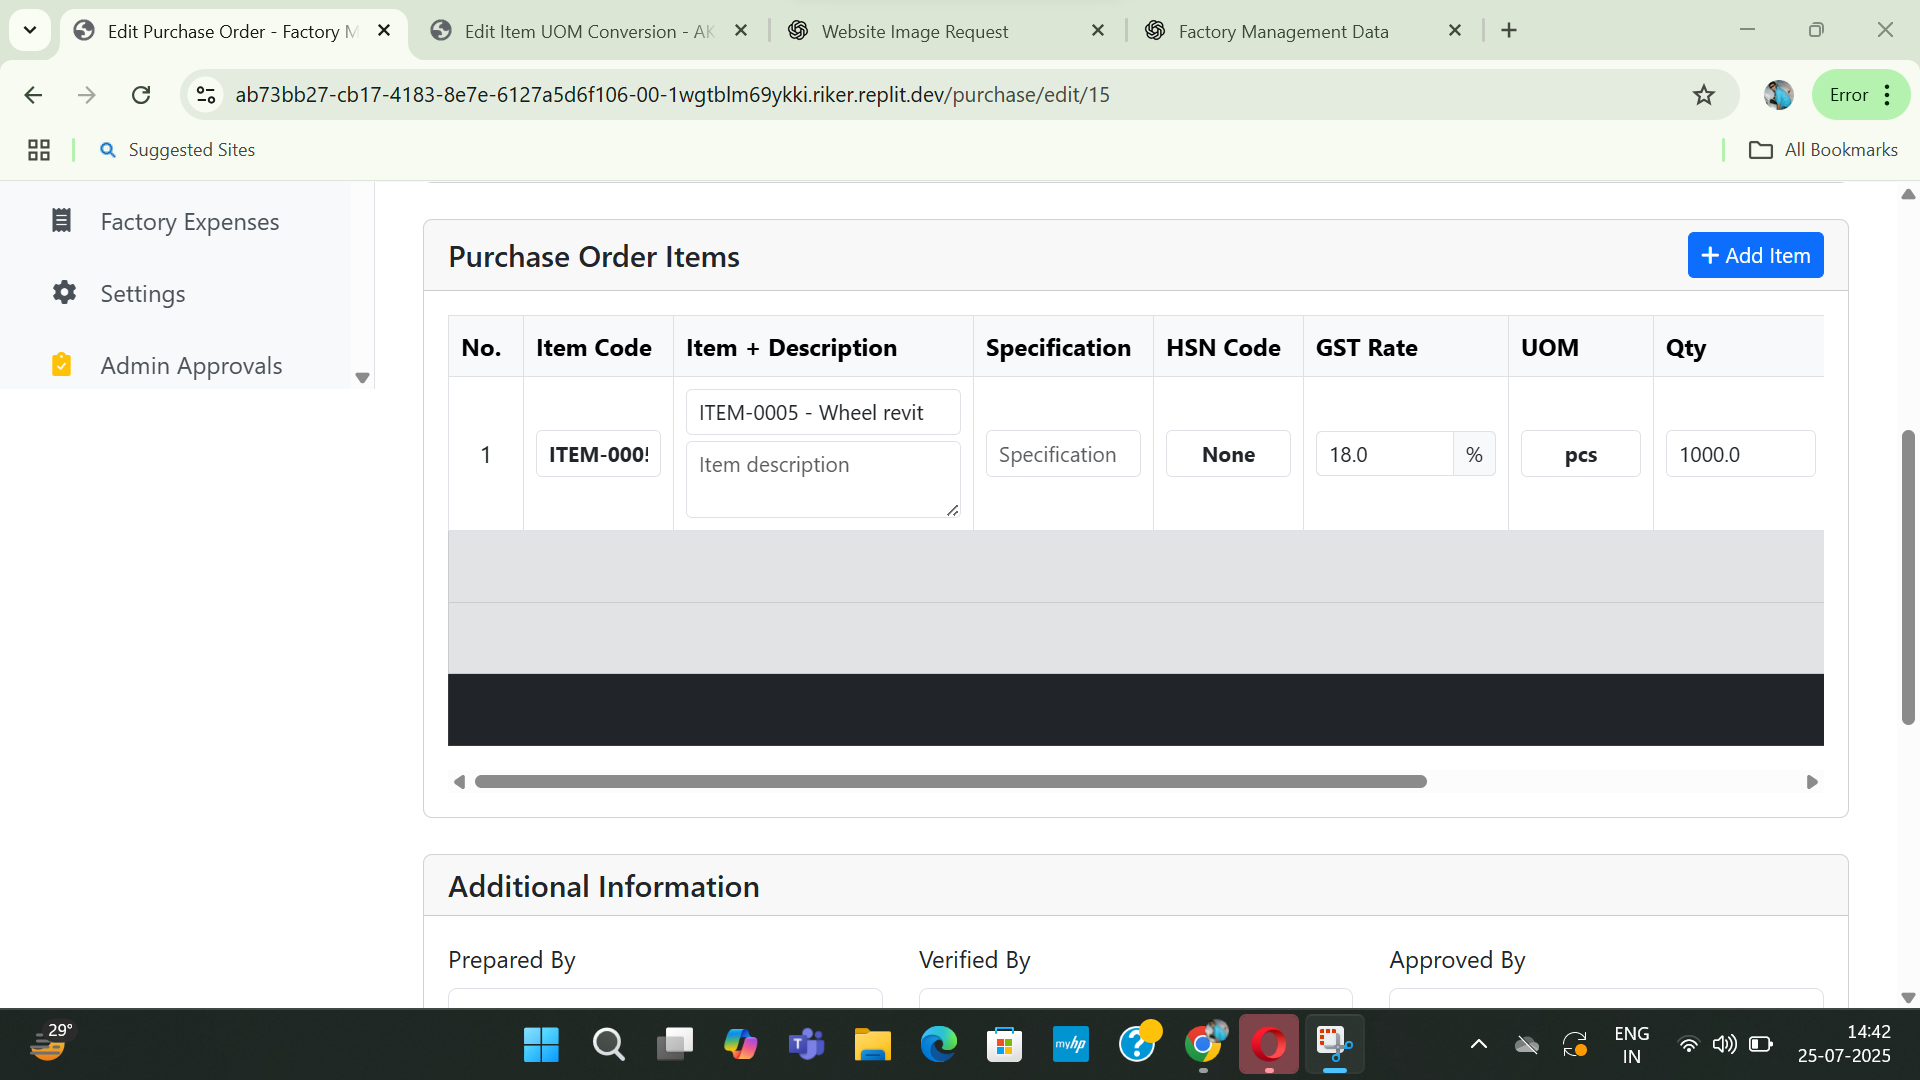 Edit Purchase Order - Factory M
Edit Item UOM Conversion - AK
Website Image Request
Factory Management Data
ab73bb27-cb17-4183-8e7e-6127a5d6f106-00-1wgtblm69ykki.riker.replit.dev/purchase/edit/15
Error
Suggested Sites
All Bookmarks
Factory Expenses
Settings
Admin Approvals
Purchase Order Items
+ Add Item
No. Item Code Item + Description Specification HSN Code GST Rate UOM Qty
ITEM-0005 - Wheel revit
1 ITEM-0005 Item description Specification None 18.0 % pcs 1000.0
Additional Information
Prepared By Verified By Approved By
29°
myhp
ENG
IN
14:42
25-07-2025